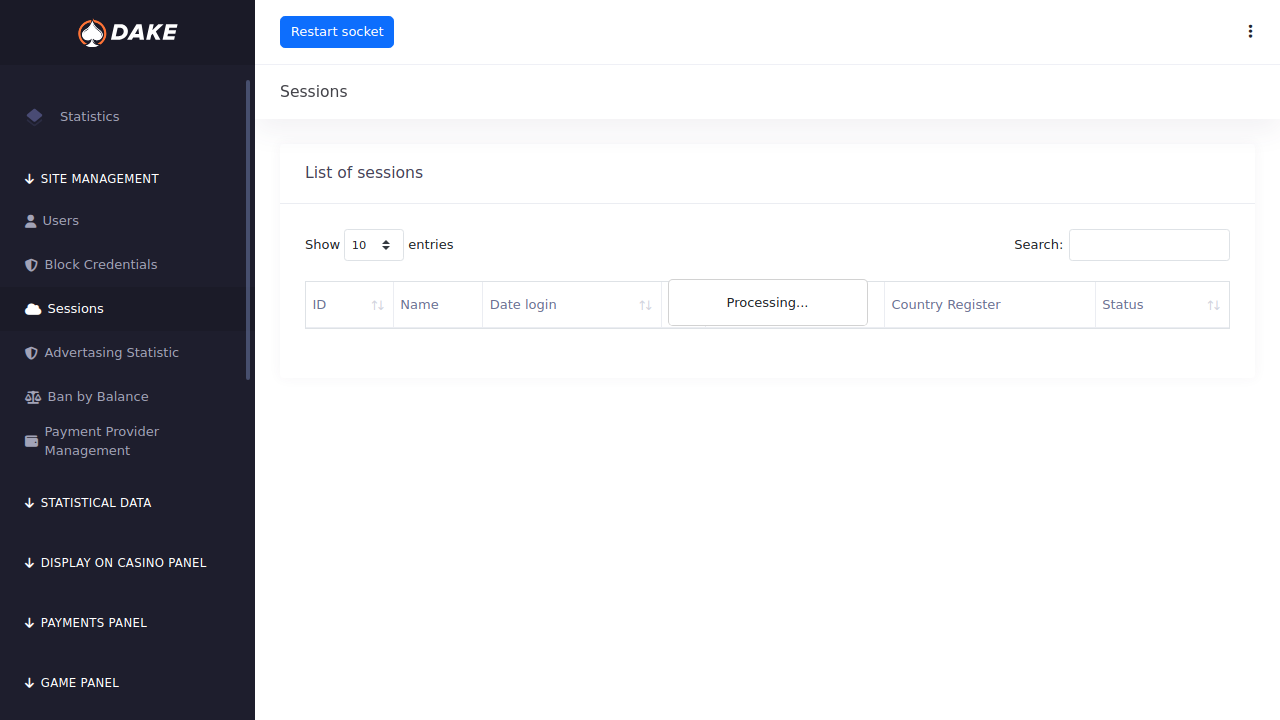 DAKE
Restart socket
Sessions
Statistics
SITE MANAGEMENT
Users
Block Credentials
Sessions
Advertasing Statistic
Ban by Balance
Payment Provider
Management
STATISTICAL DATA
DISPLAY ON CASINO PANEL
PAYMENTS PANEL
GAME PANEL
List of sessions
Show 10 entries
Search:
ID Name Date login Processing... Country Register Status